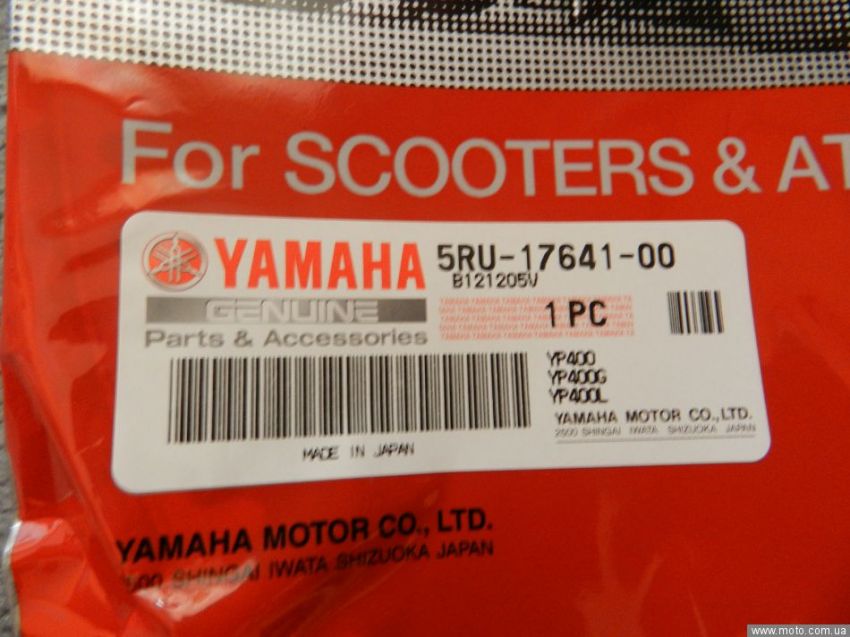 For SCOOTERS & AT
YAMAHA 5RU-17641-00
B121205V
GENUINE
Parts & Accessories
1 PC
YP400
YP400G
YP400L
YAMAHA MOTOR CO.,LTD.
2500 SHINGAI IWATA SHIZUOKA JAPAN
MADE IN JAPAN
YAMAHA MOTOR CO., LTD.
2500 SHINGAI IWATA SHIZUOKA JAPAN
www.moto.com.ua